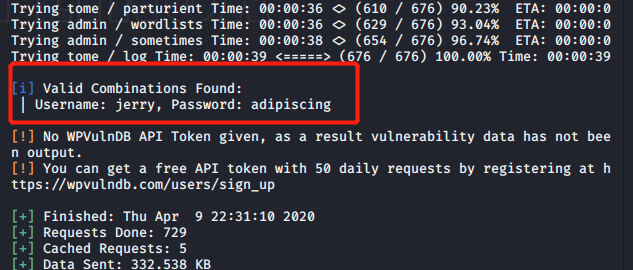 Trying tome / parturient Time: 00:00:36 <> (610 / 676) 90.23%  ETA: 00:00:0
Trying admin / wordlists Time: 00:00:36 <> (629 / 676) 93.04%  ETA: 00:00:0
Trying admin / sometimes Time: 00:00:38 <> (654 / 676) 96.74%  ETA: 00:00:0
Trying tome / log Time: 00:00:39 <=====> (676 / 676) 100.00% Time: 00:00:39
[i] Valid Combinations Found:
| Username: jerry, Password: adipiscing
[!] No WPVulnDB API Token given, as a result vulnerability data has not bee
n output.
[!] You can get a free API token with 50 daily requests by registering at h
ttps://wpvulndb.com/users/sign_up
[+] Finished: Thu Apr  9 22:31:10 2020
[+] Requests Done: 729
[+] Cached Requests: 5
[+] Data Sent: 332.538 KB